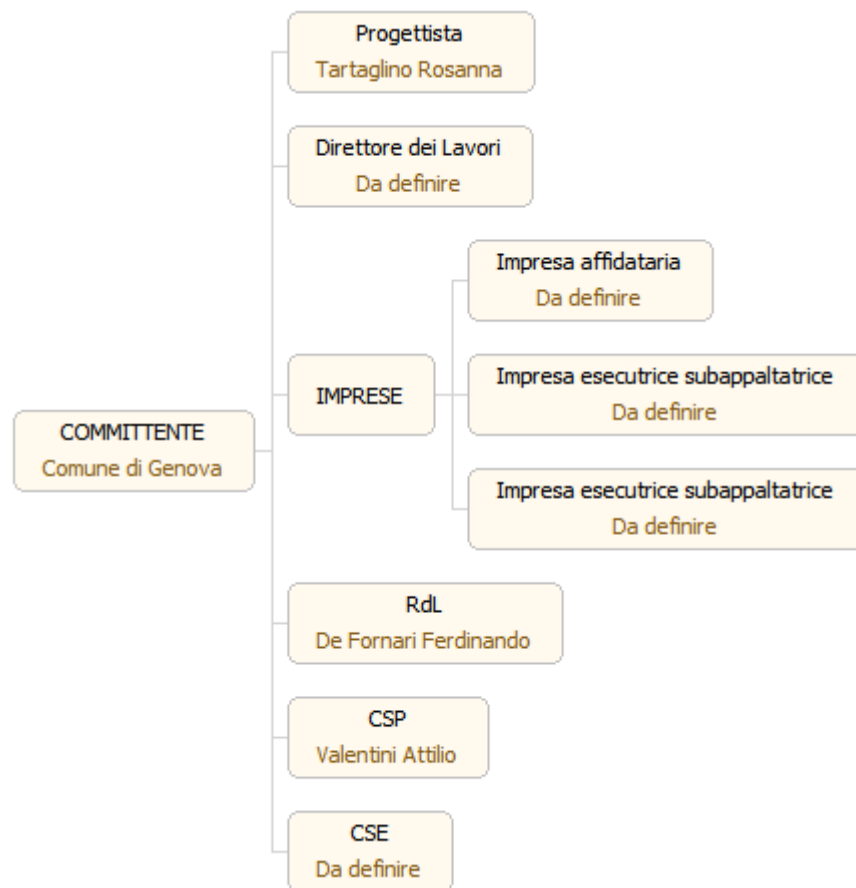 Progettista
Tartaglino Rosanna
Direttore dei Lavori
Da definire
Impresa affidataria
Da definire
IMPRESE
Impresa esecutrice subappaltatrice
Da definire
COMMITTENTE
Comune di Genova
Impresa esecutrice subappaltatrice
Da definire
RdL
De Fornari Ferdinando
CSP
Valentini Attilio
CSE
Da definire